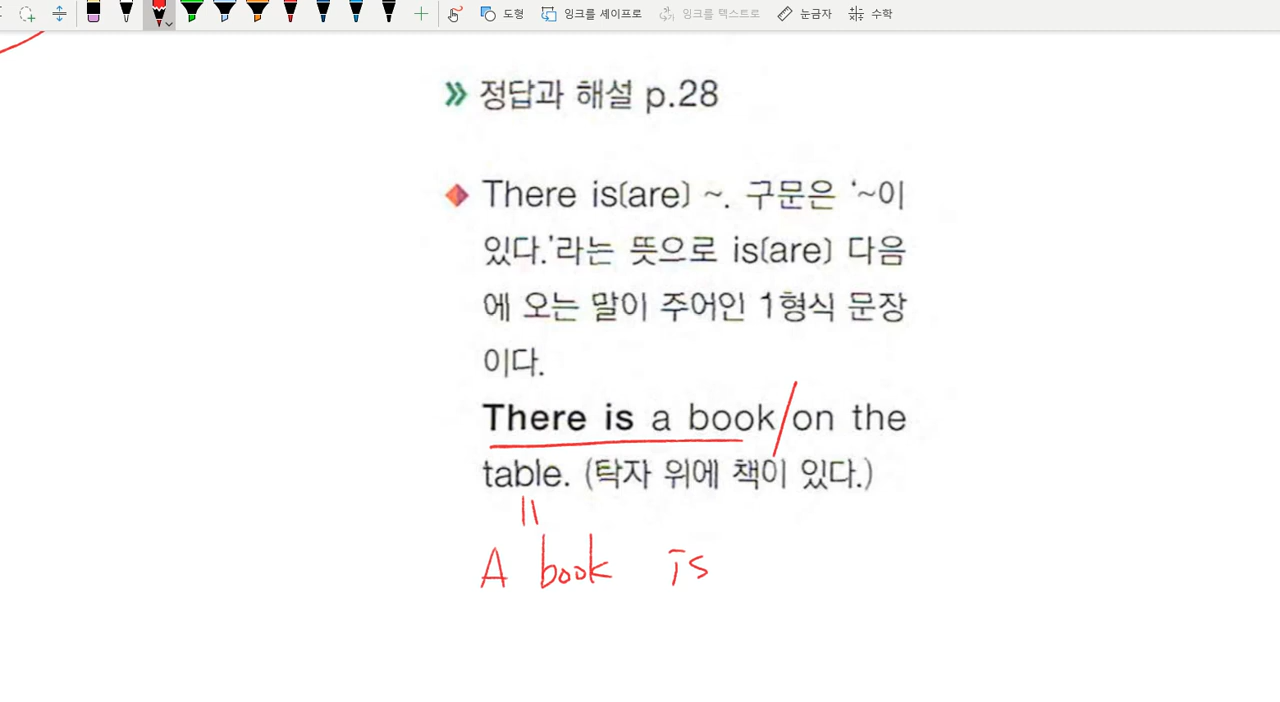 도형 잉크를 셰이프로 잉크를 텍스트로 눈금자 수학
» 정답과 해설 p.28
There is(are) ~. 구문은 ‘~이
있다.’라는 뜻으로 is(are) 다음
에 오는 말이 주어인 1형식 문장
이다.
There is a book/on the
table. (탁자 위에 책이 있다.)
A book is